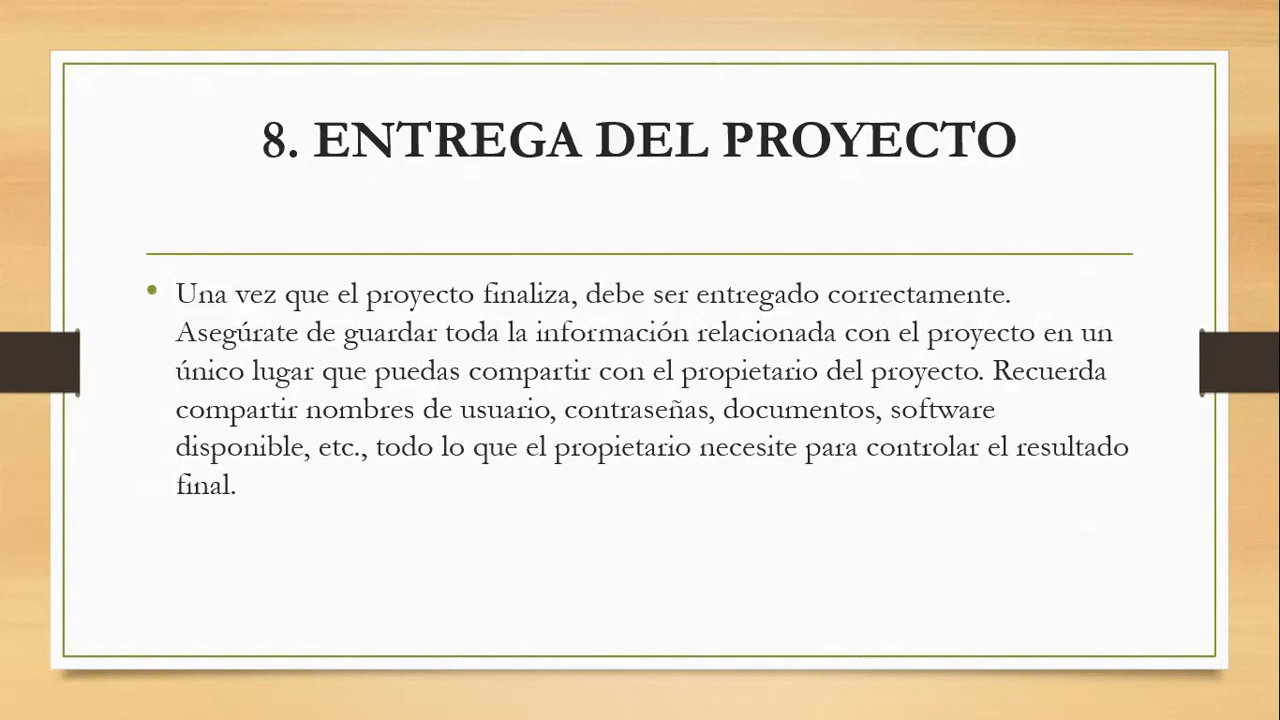 8. ENTREGA DEL PROYECTO
• Una vez que el proyecto finaliza, debe ser entregado correctamente.
Asegúrate de guardar toda la información relacionada con el proyecto en un
único lugar que puedas compartir con el propietario del proyecto. Recuerda
compartir nombres de usuario, contraseñas, documentos, software
disponible, etc., todo lo que el propietario necesite para controlar el resultado
final.